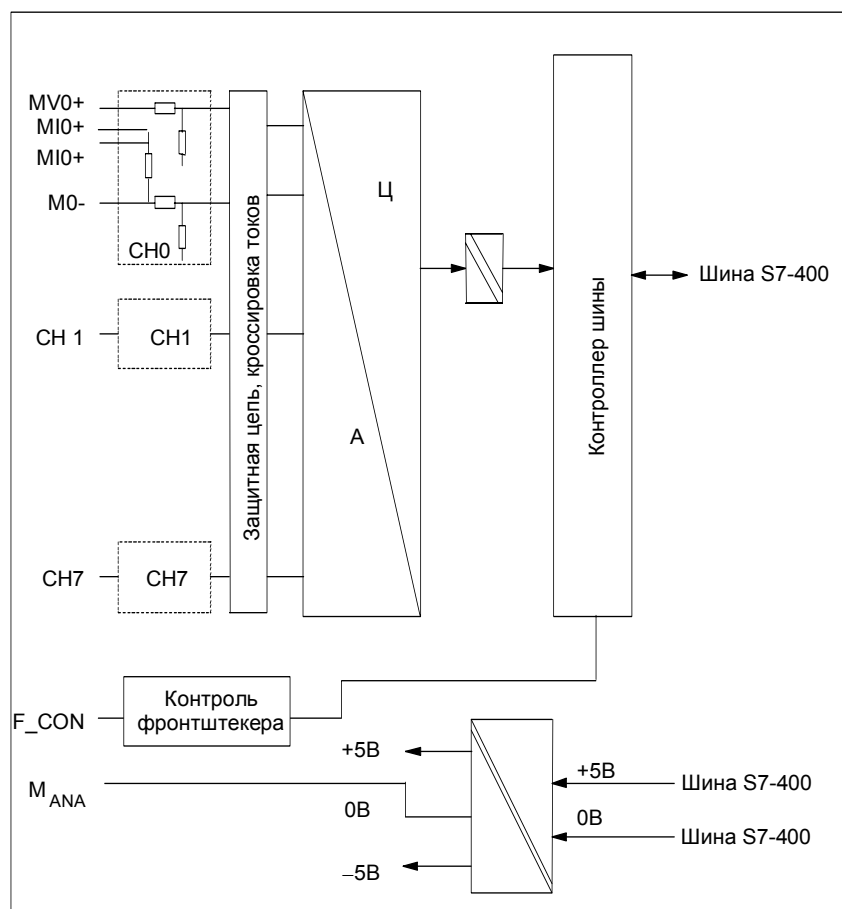 MV0+
MI0+
MI0+
M0-
CH0
CH 1
CH1
CH7
CH7
Защитная цепь, кроссировка токов
Ц
А
Контроллер шины
Шина S7-400
F_CON
Контроль
фронтштекера
MANA
+5В
0В
–5В
+5В
0В
Шина S7-400
Шина S7-400